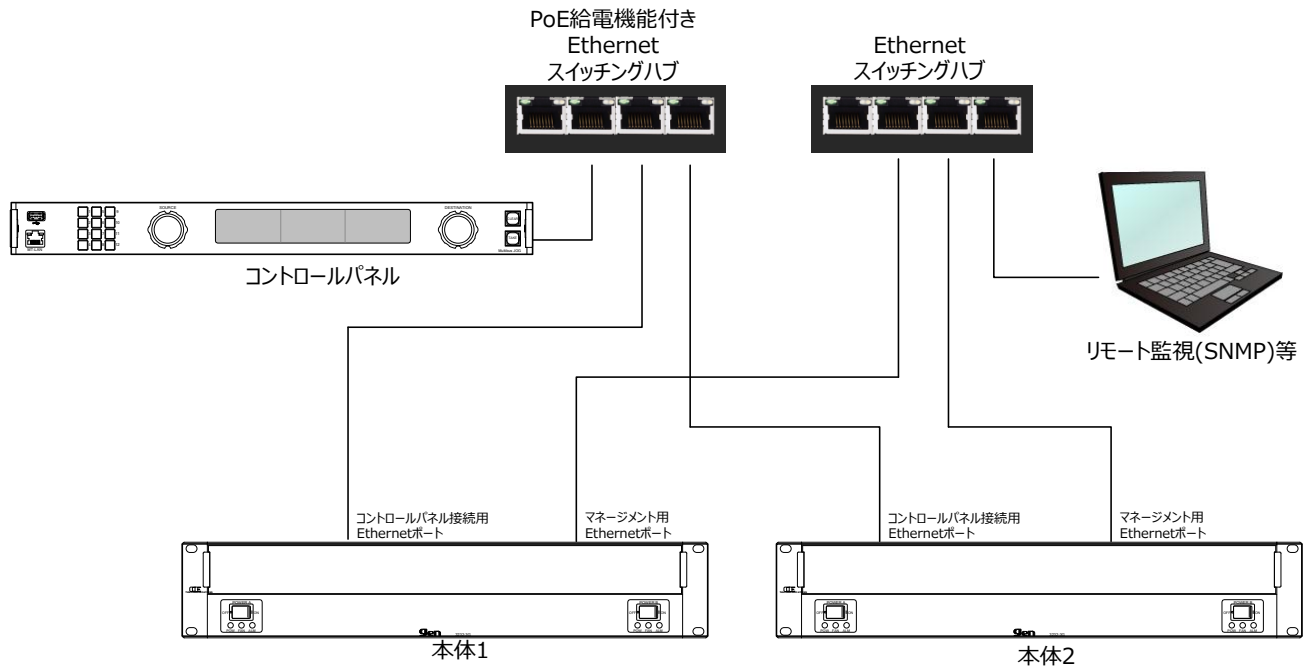 PoE給電機能付き
Ethernet
スイッチングハブ
Ethernet
スイッチングハブ
SOURCE
DESTINATION
コントロールパネル
リモート監視(SNMP)等
コントロールパネル接続用
Ethernetポート
マネージメント用
Ethernetポート
コントロールパネル接続用
Ethernetポート
マネージメント用
Ethernetポート
OFF
ON
OFF
ON
gen
本体1
gen
本体2